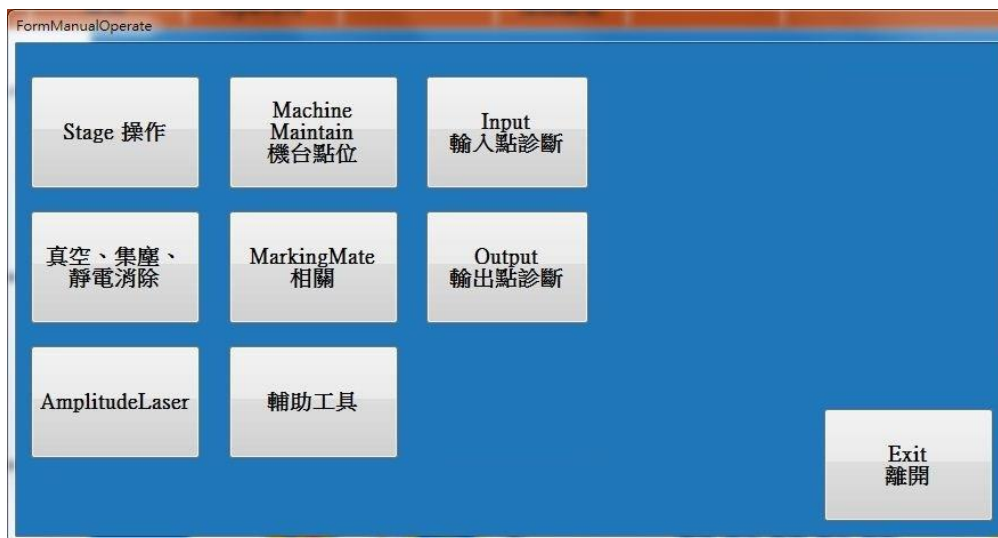 FormManualOperate
Stage 操作
Machine
Maintain
機台點位
Input
輸入點診斷
真空、集塵、
靜電消除
MarkingMate
相關
Output
輸出點診斷
AmplitudeLaser
輔助工具
Exit
離開